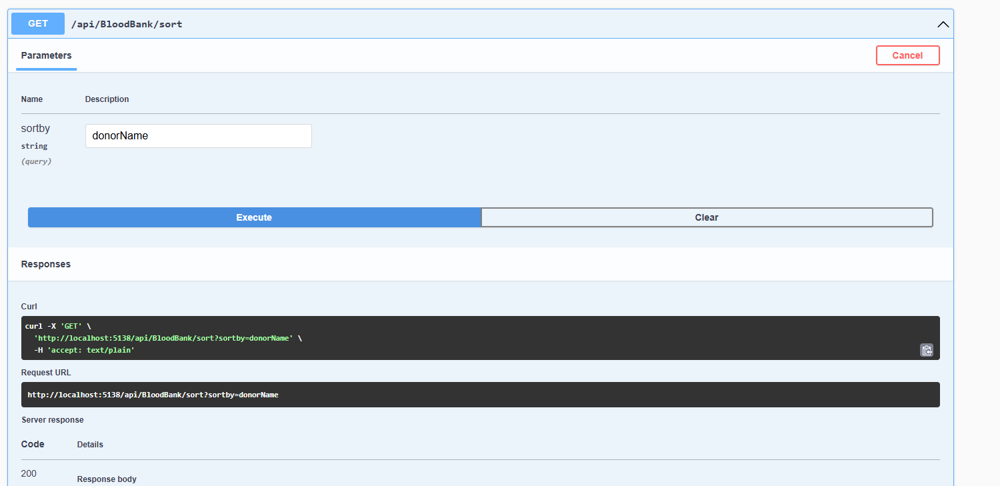 GET /api/BloodBank/sort
Parameters
Cancel
Name Description
sortby
string
(query)
donorName
Execute
Clear
Responses
Curl
curl -X 'GET' \
'http://localhost:5138/api/BloodBank/sort?sortby=donorName' \
-H 'accept: text/plain'
Request URL
http://localhost:5138/api/BloodBank/sort?sortby=donorName
Server response
Code Details
200
Response body